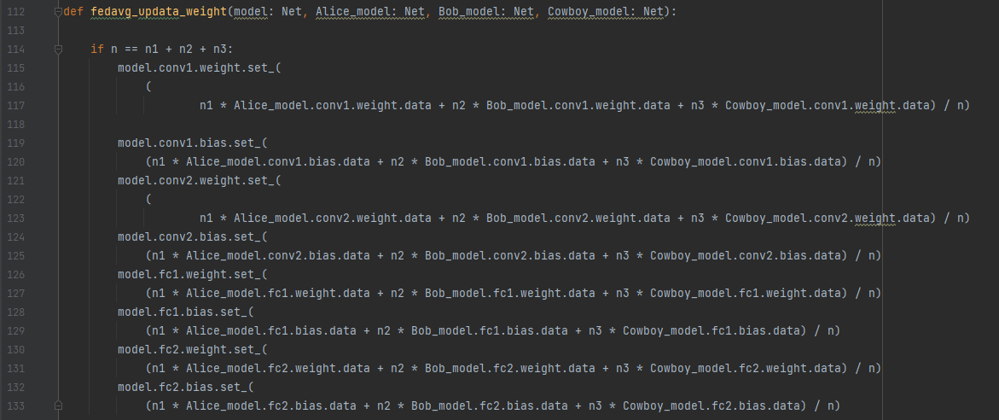 112 def fedavg_updata_weight(model: Net, Alice_model: Net, Bob_model: Net, Cowboy_model: Net):
113
114 if n == n1 + n2 + n3:
115 model.conv1.weight.set_(
116 (
117 n1 * Alice_model.conv1.weight.data + n2 * Bob_model.conv1.weight.data + n3 * Cowboy_model.conv1.weight.data) / n)
118
119 model.conv1.bias.set_(
120 (n1 * Alice_model.conv1.bias.data + n2 * Bob_model.conv1.bias.data + n3 * Cowboy_model.conv1.bias.data) / n)
121 model.conv2.weight.set_(
122 (
123 n1 * Alice_model.conv2.weight.data + n2 * Bob_model.conv2.weight.data + n3 * Cowboy_model.conv2.weight.data) / n)
124 model.conv2.bias.set_(
125 (n1 * Alice_model.conv2.bias.data + n2 * Bob_model.conv2.bias.data + n3 * Cowboy_model.conv2.bias.data) / n)
126 model.fc1.weight.set_(
127 (n1 * Alice_model.fc1.weight.data + n2 * Bob_model.fc1.weight.data + n3 * Cowboy_model.fc1.weight.data) / n)
128 model.fc1.bias.set_(
129 (n1 * Alice_model.fc1.bias.data + n2 * Bob_model.fc1.bias.data + n3 * Cowboy_model.fc1.bias.data) / n)
130 model.fc2.weight.set_(
131 (n1 * Alice_model.fc2.weight.data + n2 * Bob_model.fc2.weight.data + n3 * Cowboy_model.fc2.weight.data) / n)
132 model.fc2.bias.set_(
133 (n1 * Alice_model.fc2.bias.data + n2 * Bob_model.fc2.bias.data + n3 * Cowboy_model.fc2.bias.data) / n)